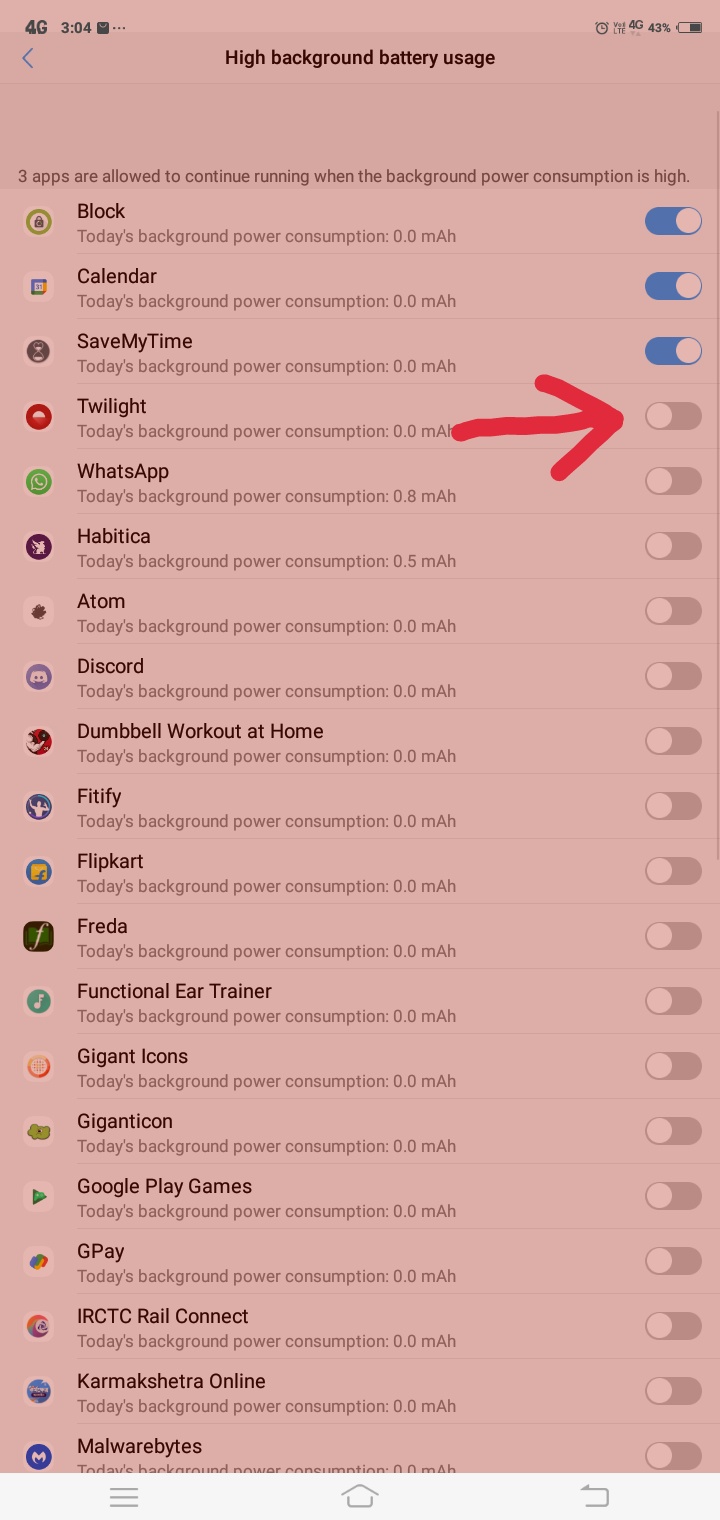 4G 3:04 ... Vo) LTE 4G 43%
High background battery usage
3 apps are allowed to continue running when the background power consumption is high.
Block
Today's background power consumption: 0.0 mAh
Calendar
Today's background power consumption: 0.0 mAh
SaveMyTime
Today's background power consumption: 0.0 mAh
Twilight
Today's background power consumption: 0.0 mAh
WhatsApp
Today's background power consumption: 0.8 mAh
Habitica
Today's background power consumption: 0.5 mAh
Atom
Today's background power consumption: 0.0 mAh
Discord
Today's background power consumption: 0.0 mAh
Dumbbell Workout at Home
Today's background power consumption: 0.0 mAh
Fitify
Today's background power consumption: 0.0 mAh
Flipkart
Today's background power consumption: 0.0 mAh
Freda
Today's background power consumption: 0.0 mAh
Functional Ear Trainer
Today's background power consumption: 0.0 mAh
Gigant Icons
Today's background power consumption: 0.0 mAh
Giganticon
Today's background power consumption: 0.0 mAh
Google Play Games
Today's background power consumption: 0.0 mAh
GPay
Today's background power consumption: 0.0 mAh
IRCTC Rail Connect
Today's background power consumption: 0.0 mAh
Karmakshetra Online
Today's background power consumption: 0.0 mAh
Malwarebytes
Today's background power consumption: 0.0 mAh